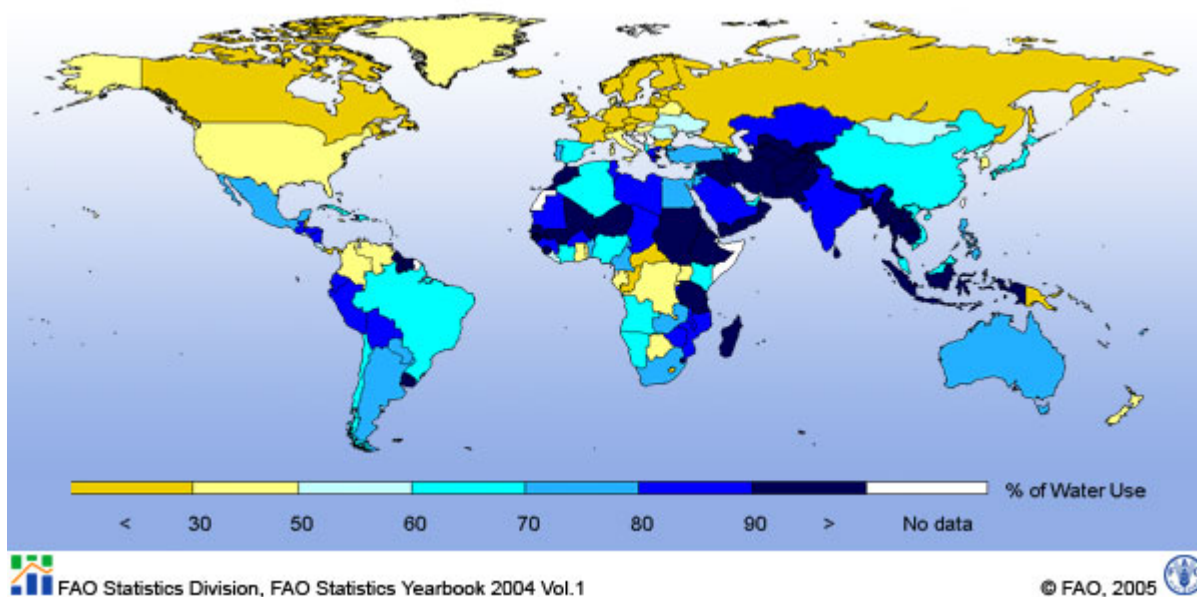 % of Water Use
< 30 50 60 70 80 90 > No data
FAO Statistics Division, FAO Statistics Yearbook 2004 Vol.1
© FAO, 2005